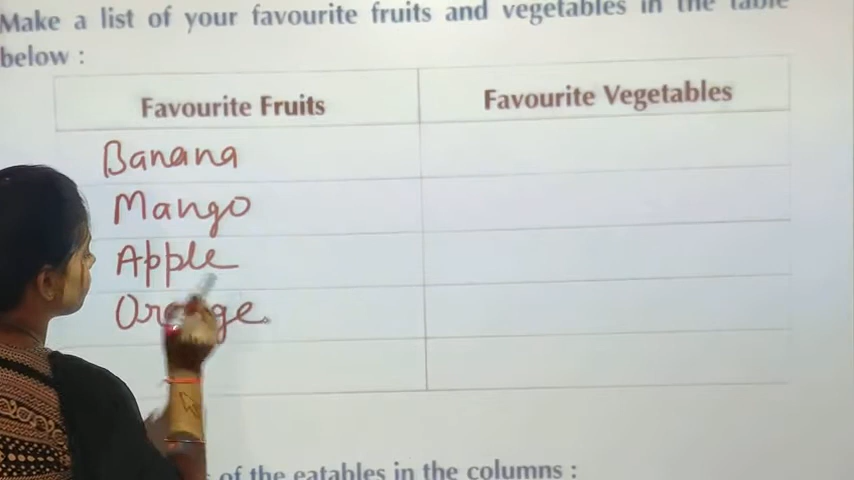 Make a list of your favourite fruits and vegetables in the table
below :
Favourite Fruits
Favourite Vegetables
Banana
Mango
Apple
Orange
of the eatables in the columns :